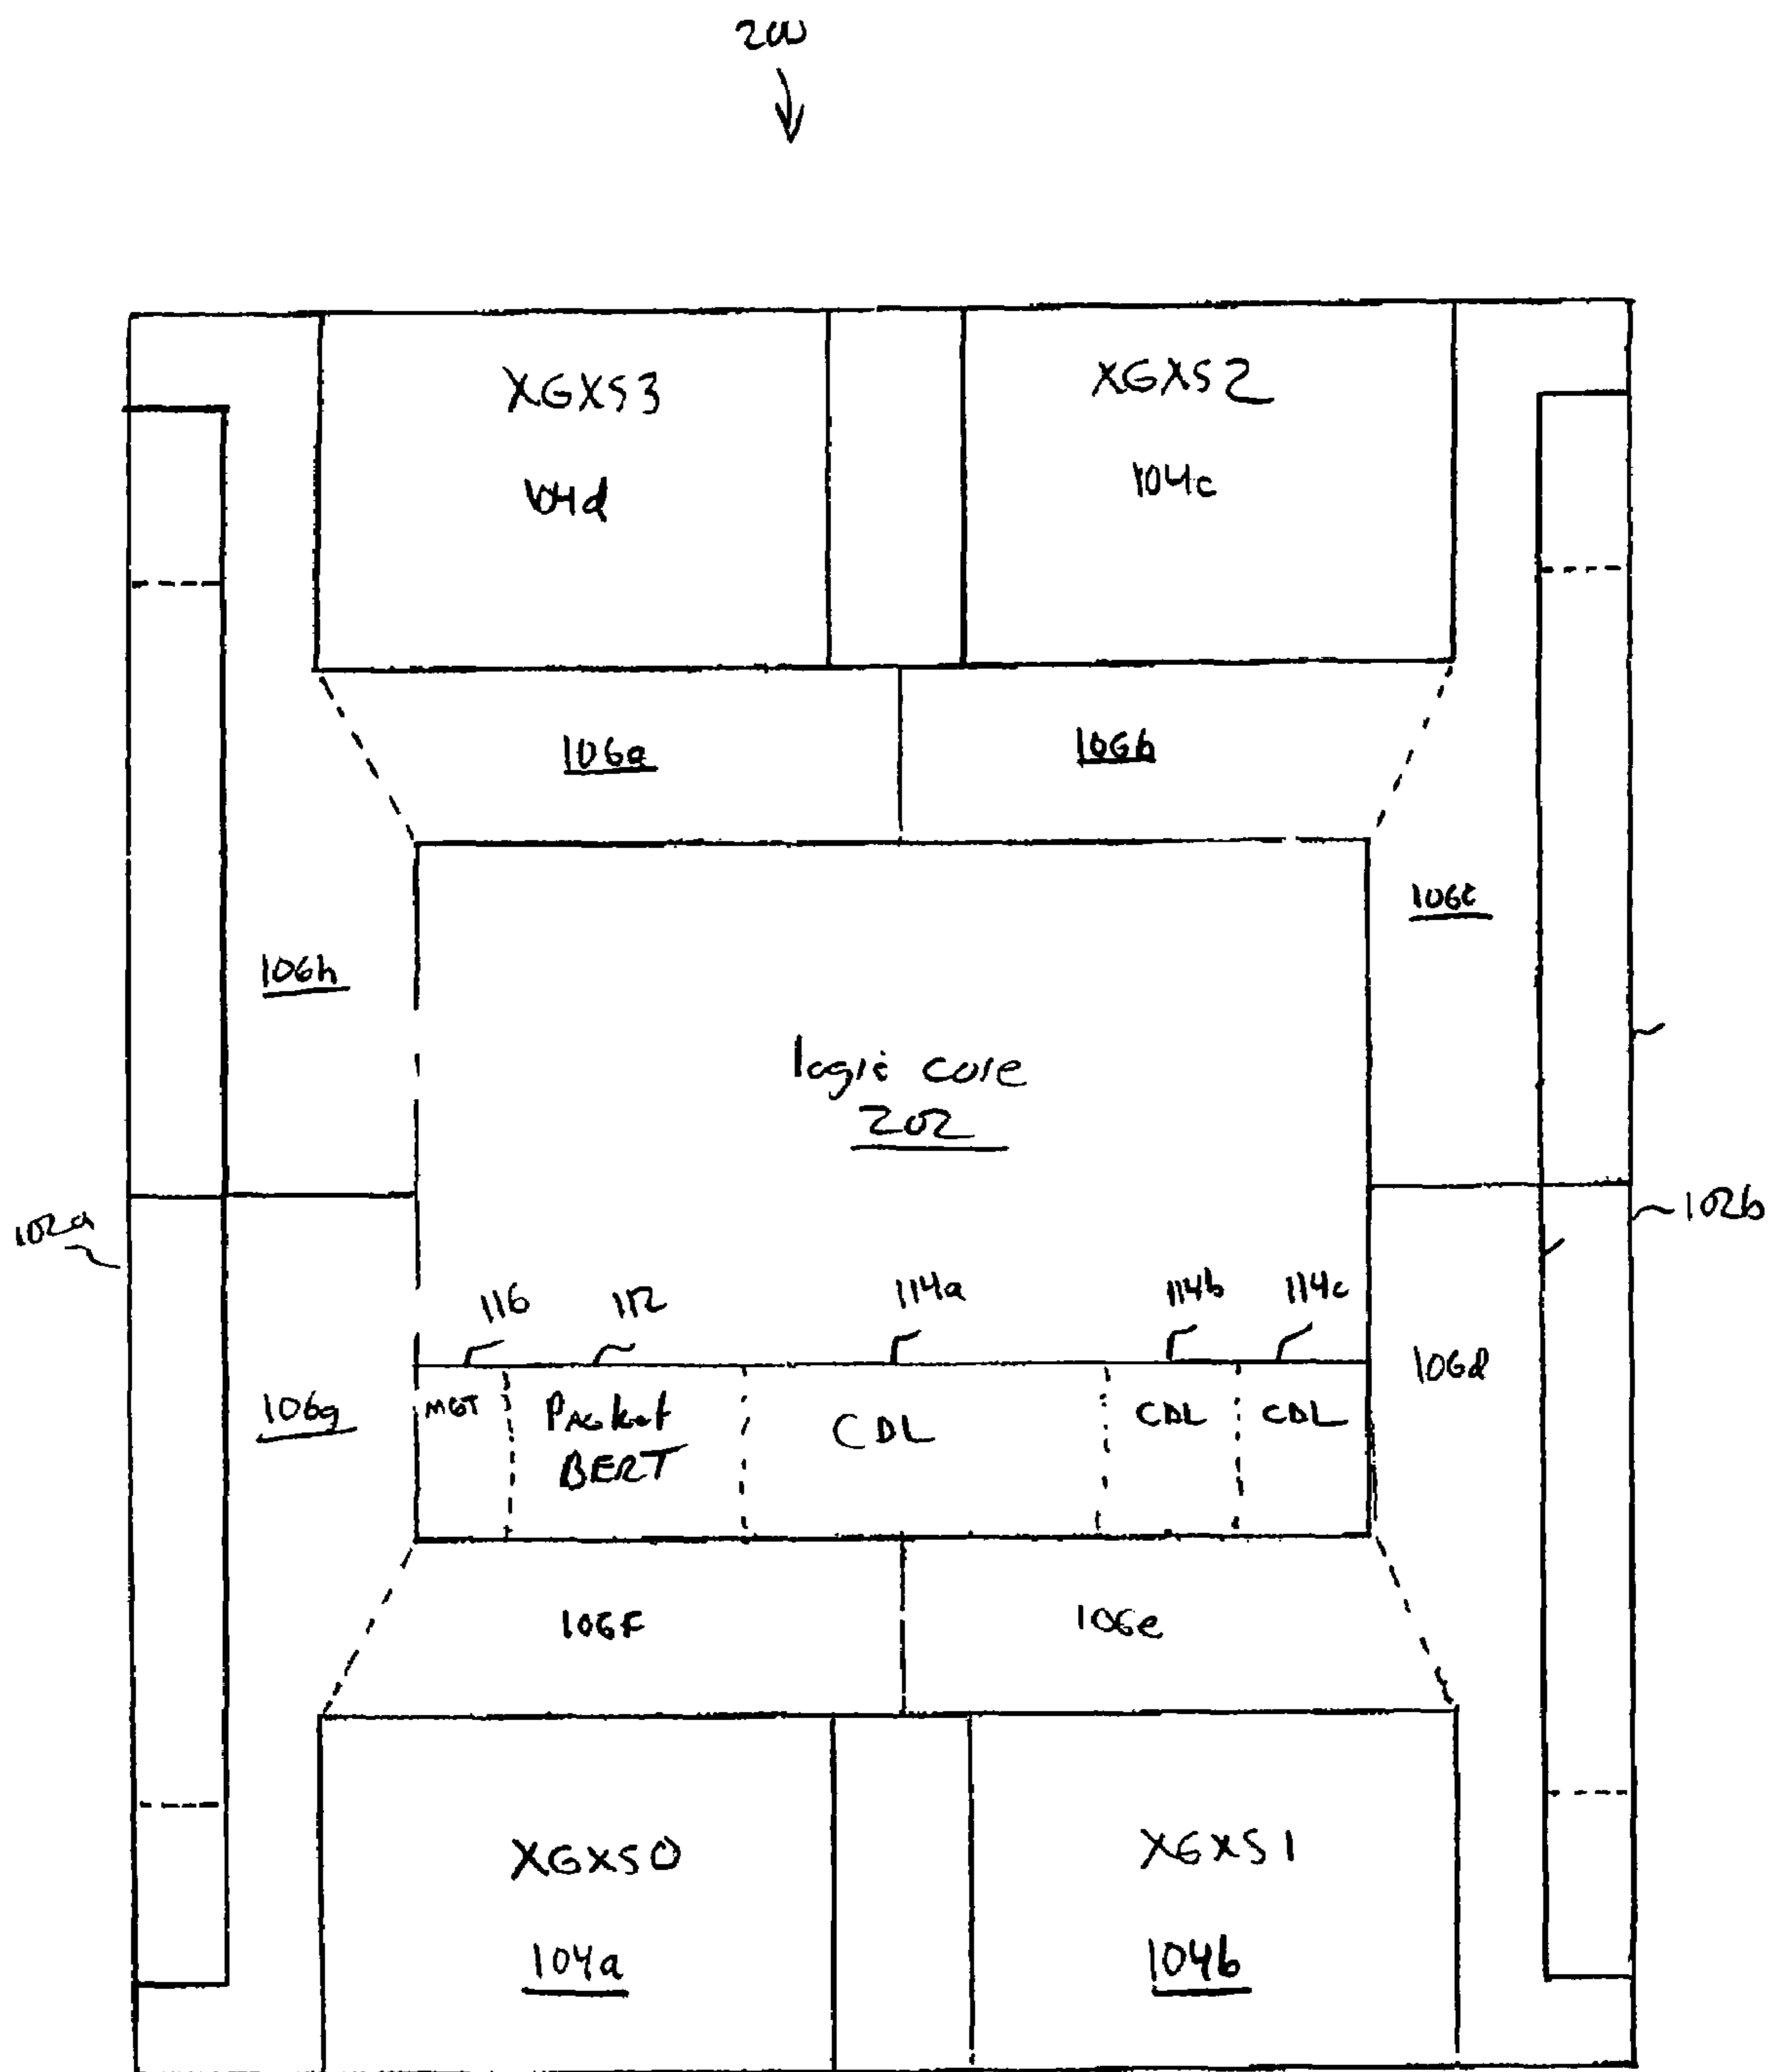 200
XGXS3
XGXS2
104d
104c
106a
106b
106c
106h
logic core
202
102a
102b
116
112
114a
114b
114c
106d
106g
MGT
Packet
BERT
CDL
CDL
CDL
106f
106e
XGXS0
XGXS1
104a
104b